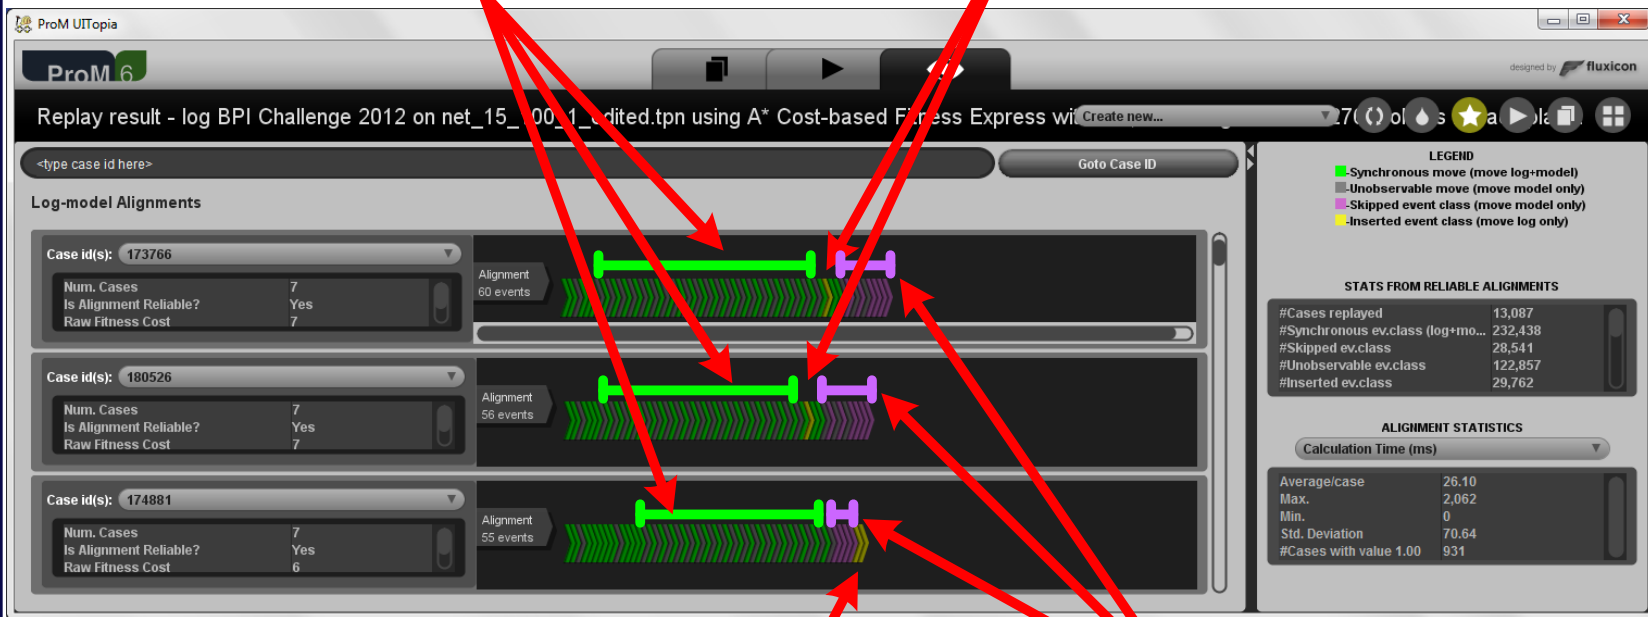 ProM UITopia
ProM 6
designed by fluxicon
Replay result - log BPI Challenge 2012 on net_15_ 00_1_edited.tpn using A* Cost-based Fitness Express
Create new...
<type case id here>
Goto Case ID
Log-model Alignments
Case id(s): 173766
Num. Cases 7
Is Alignment Reliable? Yes
Raw Fitness Cost 7
Alignment
60 events
Case id(s): 180526
Num. Cases 7
Is Alignment Reliable? Yes
Raw Fitness Cost 7
Alignment
56 events
Case id(s): 174881
Num. Cases 7
Is Alignment Reliable? Yes
Raw Fitness Cost 6
Alignment
55 events
LEGEND
-Synchronous move (move log+model)
-Unobservable move (move model only)
-Skipped event class (move model only)
-Inserted event class (move log only)
STATS FROM RELIABLE ALIGNMENTS
#Cases replayed 13,087
#Synchronous ev.class (log+mo... 232,438
#Skipped ev.class 28,541
#Unobservable ev.class 122,857
#Inserted ev.class 29,762
ALIGNMENT STATISTICS
Calculation Time (ms)
Average/case 26.10
Max. 2,062
Min. 0
Std. Deviation 70.64
#Cases with value 1.00 931